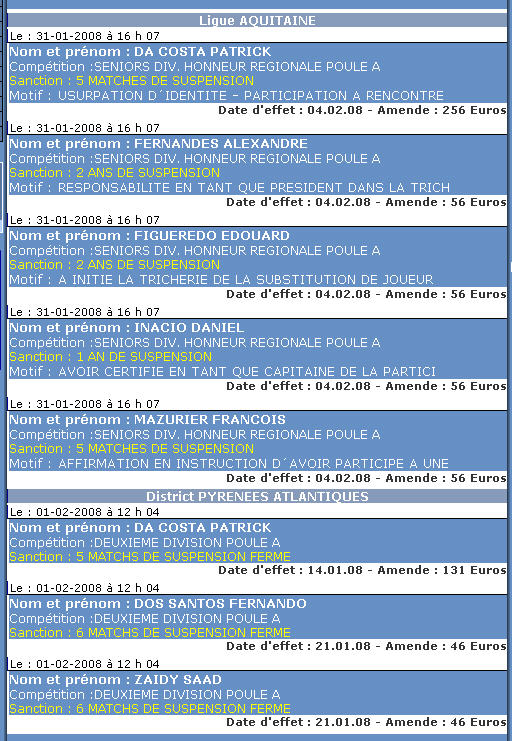 Ligue AQUITAINE
Le : 31-01-2008 à 16 h 07
Nom et prénom : DA COSTA PATRICK
Compétition :SENIORS DIV. HONNEUR REGIONALE POULE A
Sanction : 5 MATCHES DE SUSPENSION
Motif : USURPATION D´IDENTITE - PARTICIPATION A RENCONTRE
Date d'effet : 04.02.08 - Amende : 256 Euros
Le : 31-01-2008 à 16 h 07
Nom et prénom : FERNANDES ALEXANDRE
Compétition :SENIORS DIV. HONNEUR REGIONALE POULE A
Sanction : 2 ANS DE SUSPENSION
Motif : RESPONSABILITE EN TANT QUE PRESIDENT DANS LA TRICH
Date d'effet : 04.02.08 - Amende : 56 Euros
Le : 31-01-2008 à 16 h 07
Nom et prénom : FIGUEREDO EDOUARD
Compétition :SENIORS DIV. HONNEUR REGIONALE POULE A
Sanction : 2 ANS DE SUSPENSION
Motif : A INITIE LA TRICHERIE DE LA SUBSTITUTION DE JOUEUR
Date d'effet : 04.02.08 - Amende : 56 Euros
Le : 31-01-2008 à 16 h 07
Nom et prénom : INACIO DANIEL
Compétition :SENIORS DIV. HONNEUR REGIONALE POULE A
Sanction : 1 AN DE SUSPENSION
Motif : AVOIR CERTIFIE EN TANT QUE CAPITAINE DE LA PARTICI
Date d'effet : 04.02.08 - Amende : 56 Euros
Le : 31-01-2008 à 16 h 07
Nom et prénom : MAZURIER FRANCOIS
Compétition :SENIORS DIV. HONNEUR REGIONALE POULE A
Sanction : 5 MATCHES DE SUSPENSION
Motif : AFFIRMATION EN INSTRUCTION D´AVOIR PARTICIPE A UNE
Date d'effet : 04.02.08 - Amende : 56 Euros
District PYRENEES ATLANTIQUES
Le : 01-02-2008 à 12 h 04
Nom et prénom : DA COSTA PATRICK
Compétition :DEUXIEME DIVISION POULE A
Sanction : 5 MATCHS DE SUSPENSION FERME
Date d'effet : 14.01.08 - Amende : 131 Euros
Le : 01-02-2008 à 12 h 04
Nom et prénom : DOS SANTOS FERNANDO
Compétition :DEUXIEME DIVISION POULE A
Sanction : 6 MATCHS DE SUSPENSION FERME
Date d'effet : 21.01.08 - Amende : 46 Euros
Le : 01-02-2008 à 12 h 04
Nom et prénom : ZAIDY SAAD
Compétition :DEUXIEME DIVISION POULE A
Sanction : 6 MATCHS DE SUSPENSION FERME
Date d'effet : 21.01.08 - Amende : 46 Euros